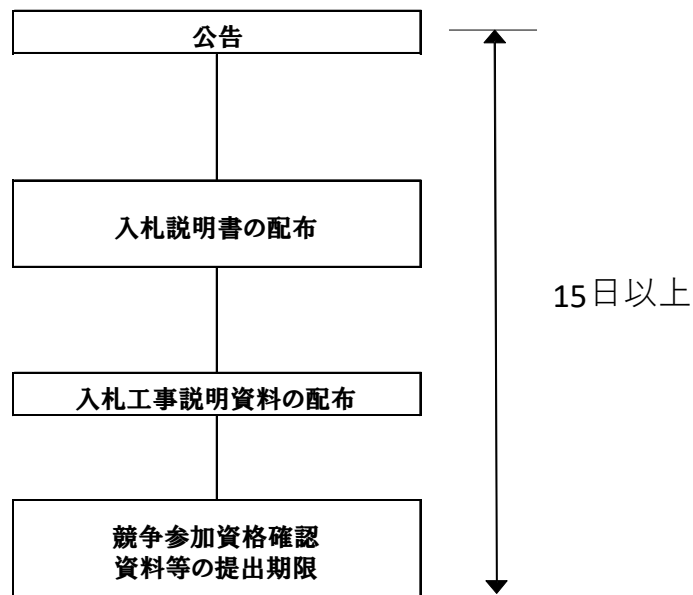 公告
入札説明書の配布
15日以上
入札工事説明資料の配布
競争参加資格確認
資料等の提出期限